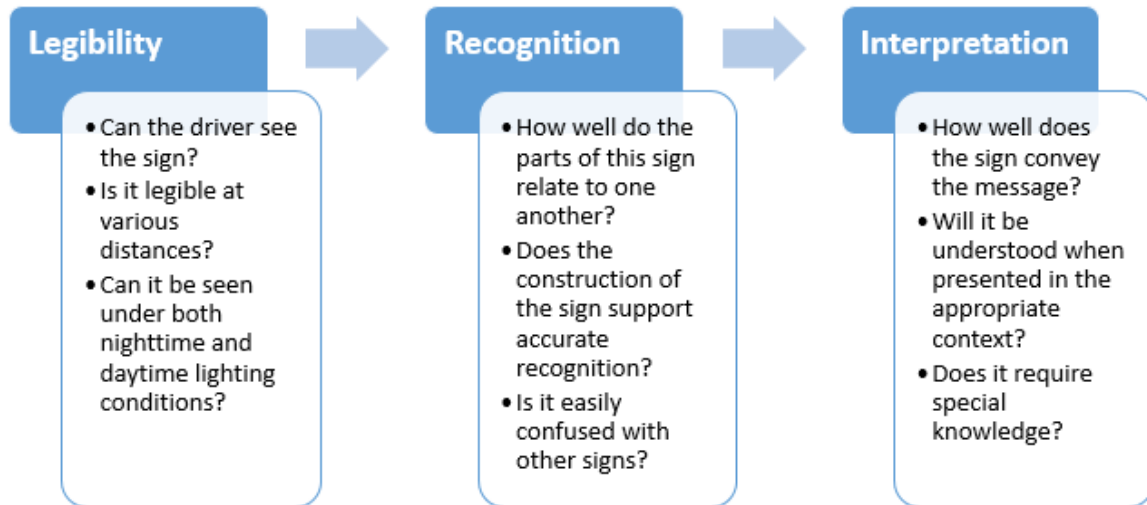 Legibility
• Can the driver see
the sign?
• Is it legible at
various
distances?
• Can it be seen
under both
nighttime and
daytime lighting
conditions?
Recognition
• How well do the
parts of this sign
relate to one
another?
• Does the
construction of
the sign support
accurate
recognition?
• Is it easily
confused with
other signs?
Interpretation
• How well does
the sign convey
the message?
• Will it be
understood when
presented in the
appropriate
context?
• Does it require
special
knowledge?